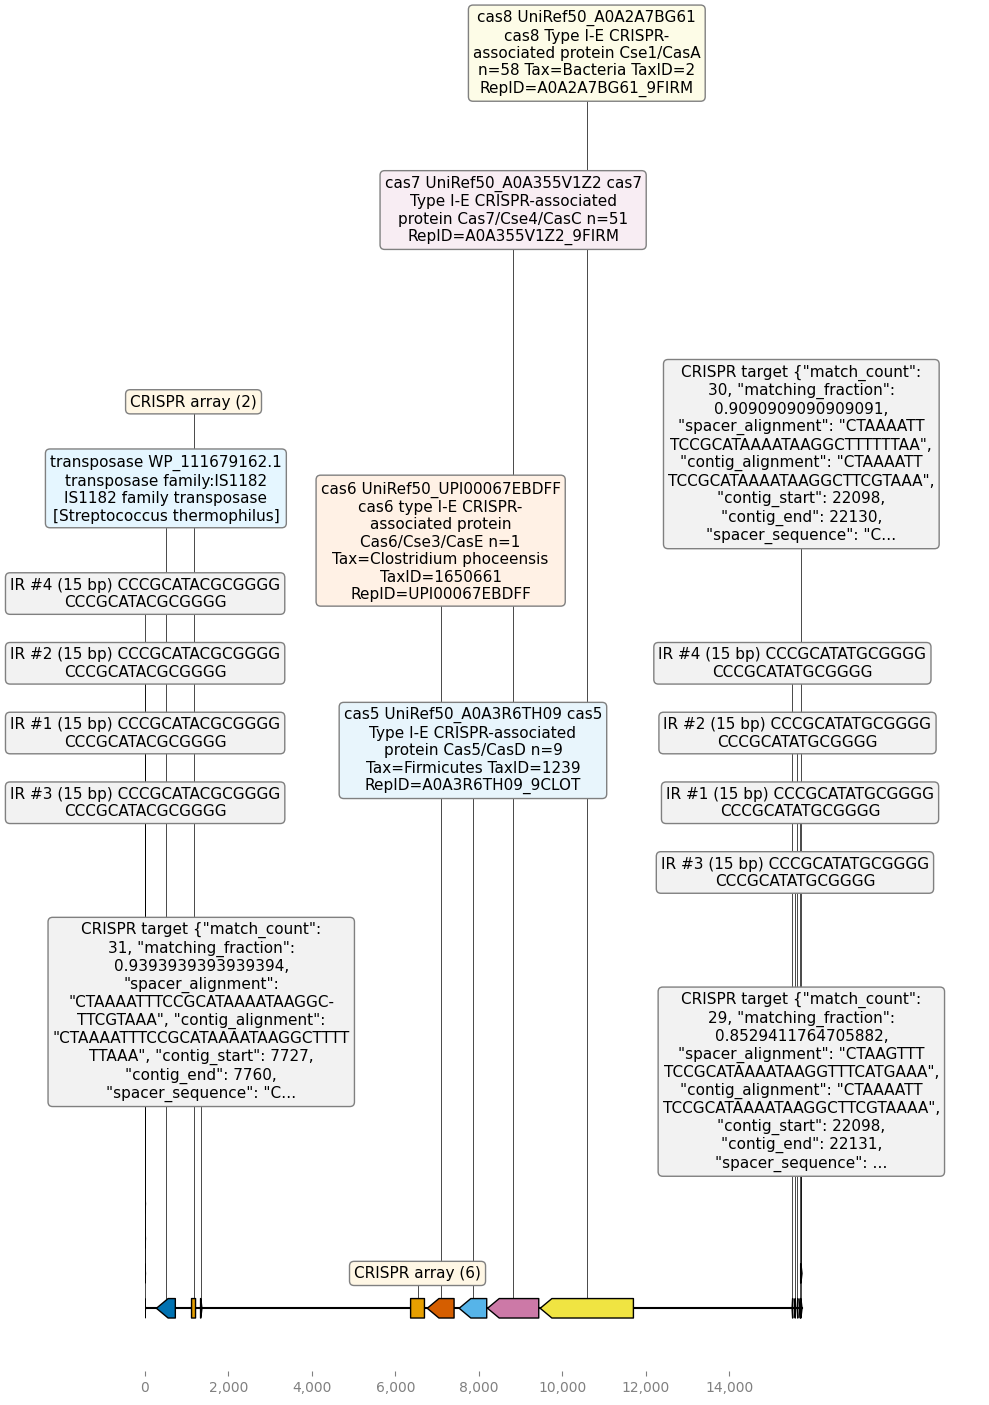 cas8 UniRef50_A0A2A7BG61
cas8 Type I-E CRISPR-
associated protein Cse1/CasA
n=58 Tax=Bacteria TaxID=2
RepID=A0A2A7BG61_9FIRM
cas7 UniRef50_A0A355V1Z2 cas7
Type I-E CRISPR-associated
protein Cas7/Cse4/CasC n=51
RepID=A0A355V1Z2_9FIRM
CRISPR array (2)
transposase WP_111679162.1
transposase family:IS1182
IS1182 family transposase
[Streptococcus thermophilus]
IR #4 (15 bp) CCCGCATACGCGGGG
CCCGCATACGCGGGG
IR #2 (15 bp) CCCGCATACGCGGGG
CCCGCATACGCGGGG
IR #1 (15 bp) CCCGCATACGCGGGG
CCCGCATACGCGGGG
IR #3 (15 bp) CCCGCATACGCGGGG
CCCGCATACGCGGGG
CRISPR target {"match_count":
31, "matching_fraction":
0.9393939393939394,
"spacer_alignment":
"CTAAAATTTCCGCATAAAATAAGGC-
TTCGTAAA", "contig_alignment":
"CTAAAATTTCCGCATAAAATAAGGCTTTT
TTAAA", "contig_start": 7727,
"contig_end": 7760,
"spacer_sequence": "C...
cas6 UniRef50_UPI00067EBDFF
cas6 type I-E CRISPR-
associated protein
Cas6/Cse3/CasE n=1
Tax=Clostridium phoceensis
TaxID=1650661
RepID=UPI00067EBDFF
cas5 UniRef50_A0A3R6TH09 cas5
Type I-E CRISPR-associated
protein Cas5/CasD n=9
Tax=Firmicutes TaxID=1239
RepID=A0A3R6TH09_9CLOT
CRISPR target {"match_count":
30, "matching_fraction":
0.9090909090909091,
"spacer_alignment": "CTAAAATT
TCCGCATAAAATAAGGCTTTTTTAA",
"contig_alignment": "CTAAAATT
TCCGCATAAAATAAGGCTTCGTAAA",
"contig_start": 22098,
"contig_end": 22130,
"spacer_sequence": "C...
IR #4 (15 bp) CCCGCATATGCGGGG
CCCGCATATGCGGGG
IR #2 (15 bp) CCCGCATATGCGGGG
CCCGCATATGCGGGG
IR #1 (15 bp) CCCGCATATGCGGGG
CCCGCATATGCGGGG
IR #3 (15 bp) CCCGCATATGCGGGG
CCCGCATATGCGGGG
CRISPR target {"match_count":
29, "matching_fraction":
0.8529411764705882,
"spacer_alignment": "CTAAGTTT
TCCGCATAAAATAAGGTTTCATGAAA",
"contig_alignment": "CTAAAATT
TCCGCATAAAATAAGGCTTCGTAAAA",
"contig_start": 22098,
"contig_end": 22131,
"spacer_sequence": ...
CRISPR array (6)
0 2,000 4,000 6,000 8,000 10,000 12,000 14,000